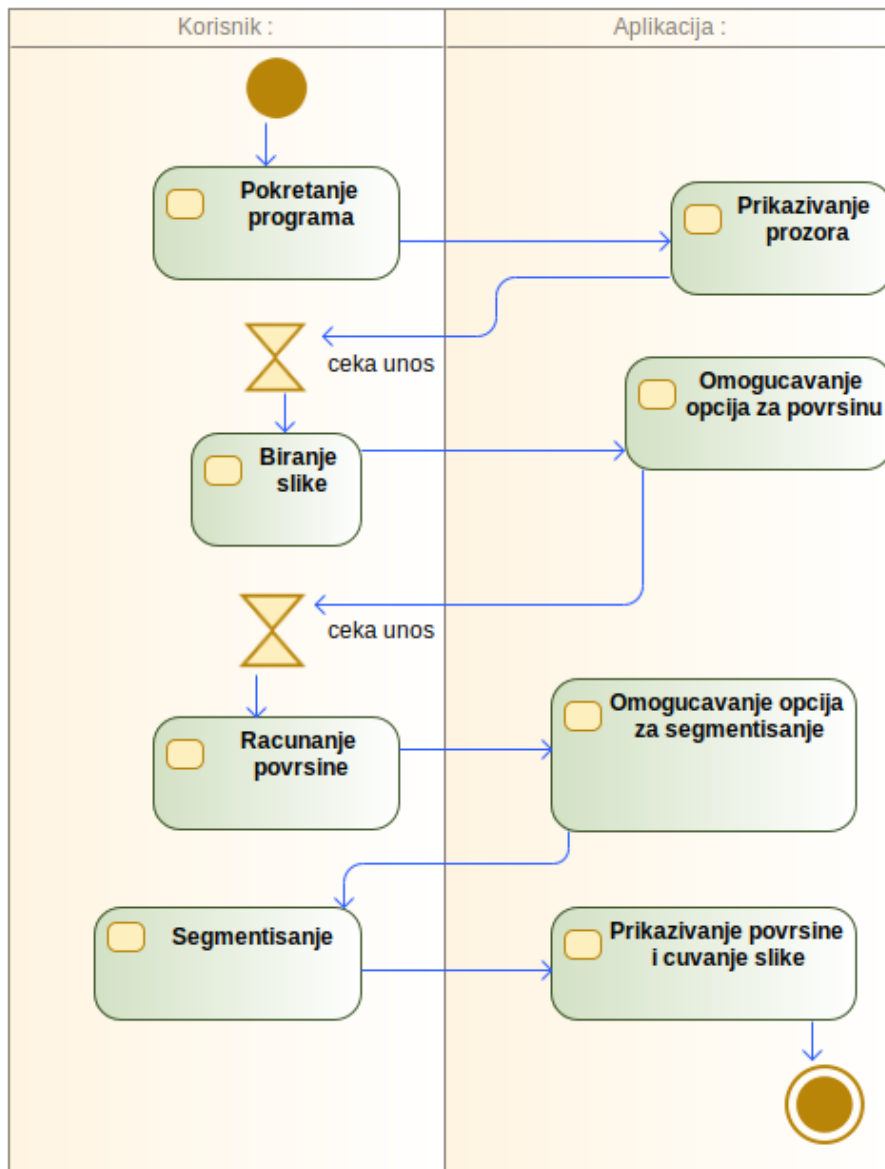 Korisnik :
Aplikacija :
Pokretanje
programa
Prikazivanje
prozora
ceka unos
Omogucavanje
opcija za povrsinu
Biranje
slike
ceka unos
Racunanje
povrsine
Omogucavanje opcija
za segmentisanje
Segmentisanje
Prikazivanje povrsine
i cuvanje slike